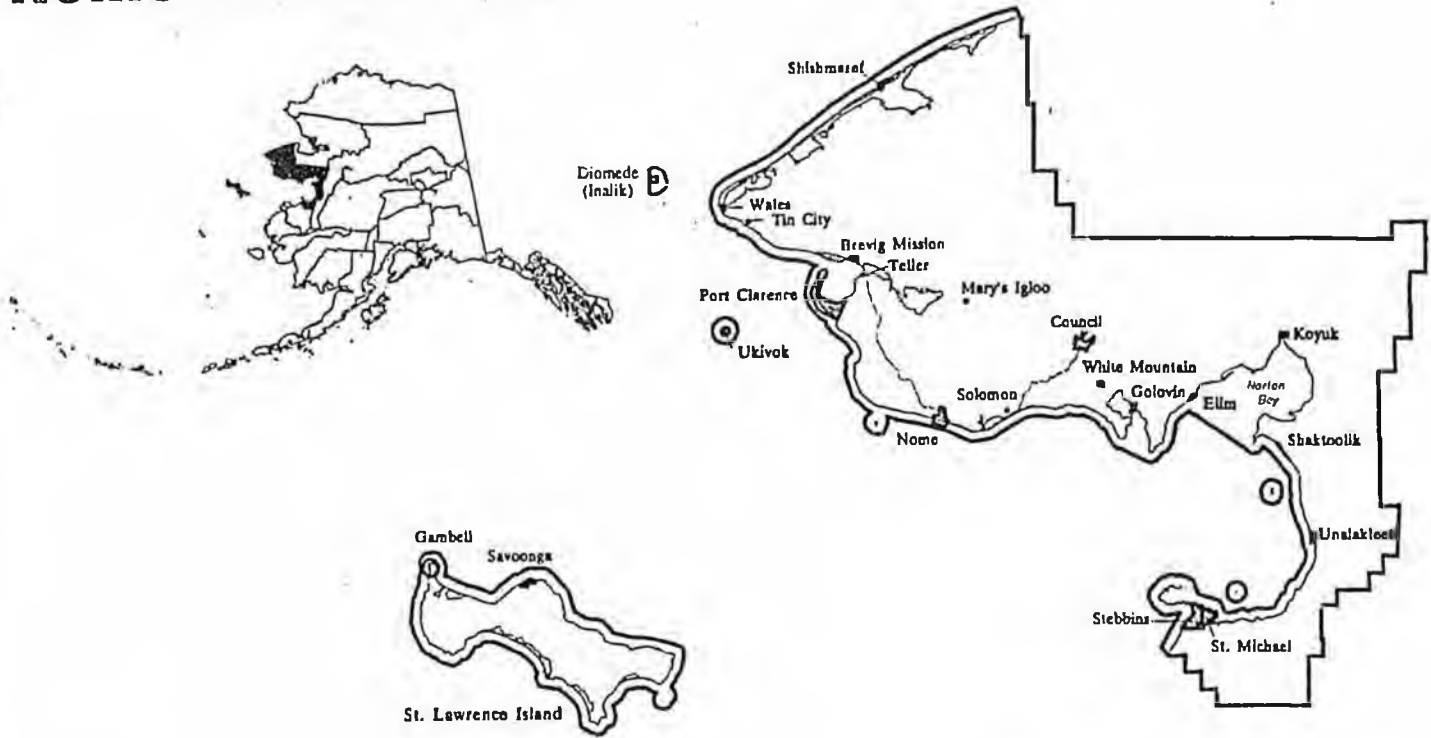 Shishmaref
Diomede
(Inalik)
Wales
Tin City
Brevig Mission
Teller
Port Clarence
Mary's Igloo
Ukivok
Council
Koyuk
White Mountain
Norton
Bay
Solomon
Golovin
Elim
Nome
Shaktoolik
Unalakleet
Gambell
Savoonga
Stebbins
St. Michael
St. Lawrence Island